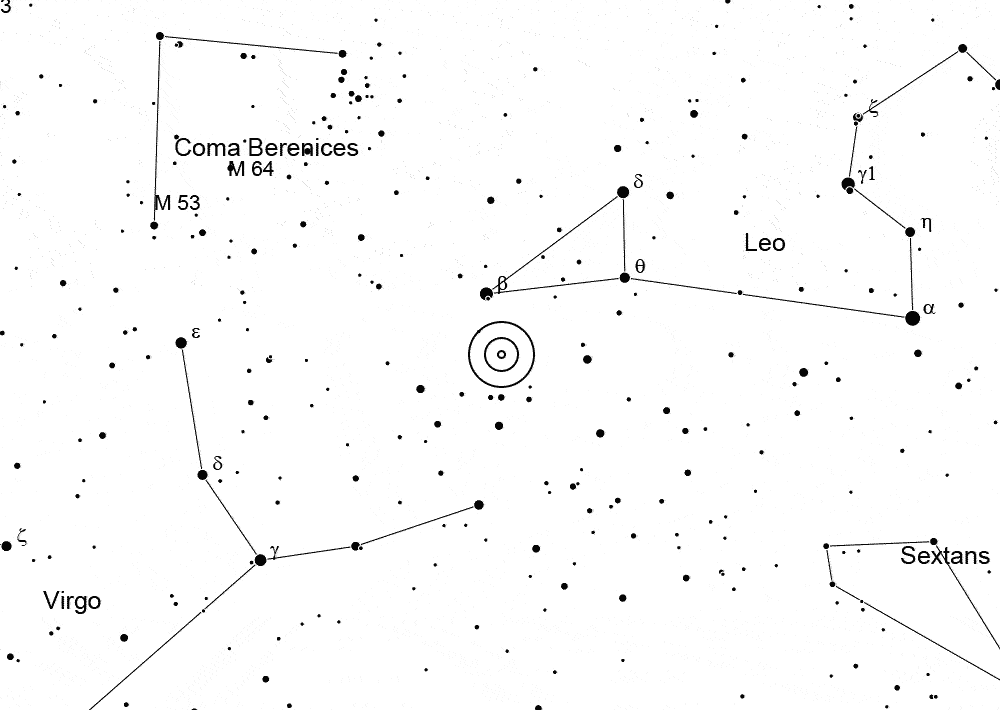 3
ζ
Coma Berenices
M 64
γ1
δ
M 53
η
Leo
θ
β
α
ε
δ
ζ
γ
Sextans
Virgo